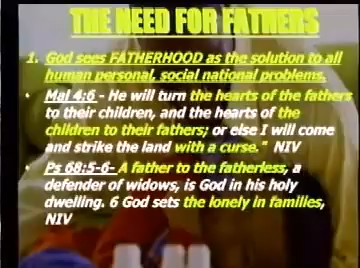 THE NEED FOR FATHERS
1. God sees FATHERHOOD as the solution to all
human personal, social national problems.
• Mal 4:6 - He will turn the hearts of the fathers
to their children, and the hearts of the
children to their fathers; or else I will come
and strike the land with a curse." NIV
• Ps 68:5-6- A father to the fatherless, a
defender of widows, is God in his holy
dwelling. 6 God sets the lonely in families,
NIV